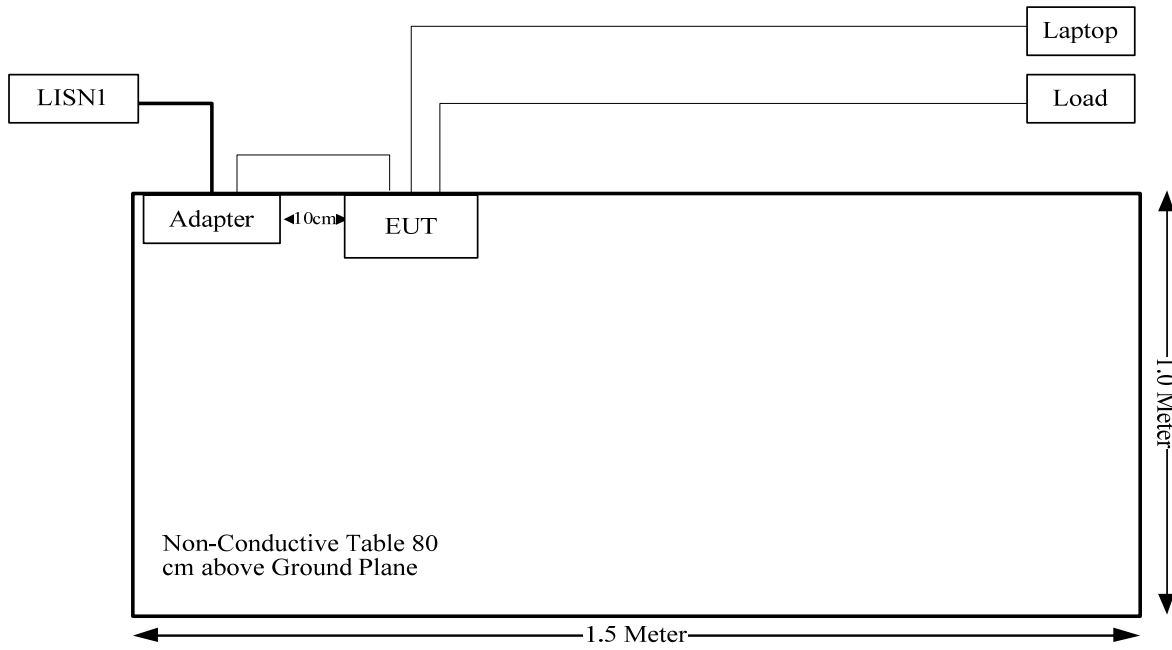 Laptop
LISN1
Load
Adapter
10cm
EUT
1.0 Meter
Non-Conductive Table 80
cm above Ground Plane
1.5 Meter